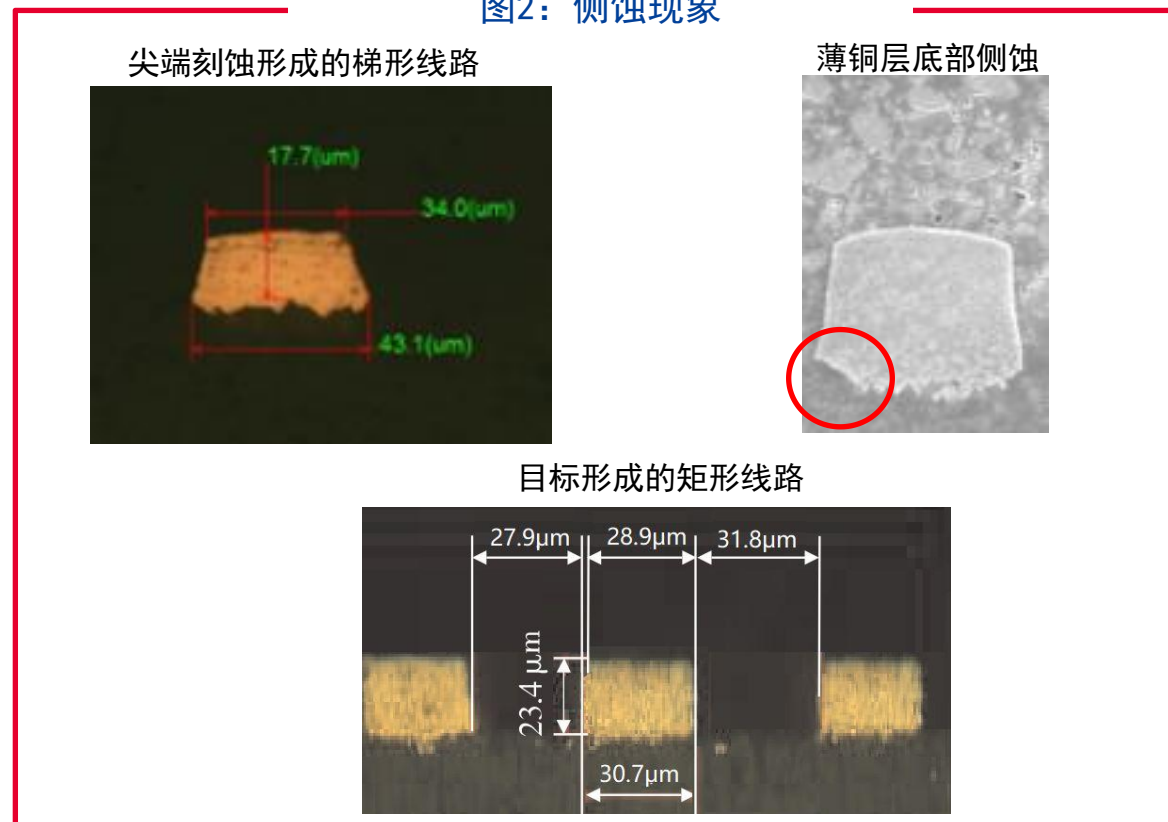 图2：侧蚀现象
尖端刻蚀形成的梯形线路
薄铜层底部侧蚀
17.7(um)
34.0(um)
43.1(um)
目标形成的矩形线路
27.9μm
28.9μm
31.8μm
23.4 μm
30.7μm